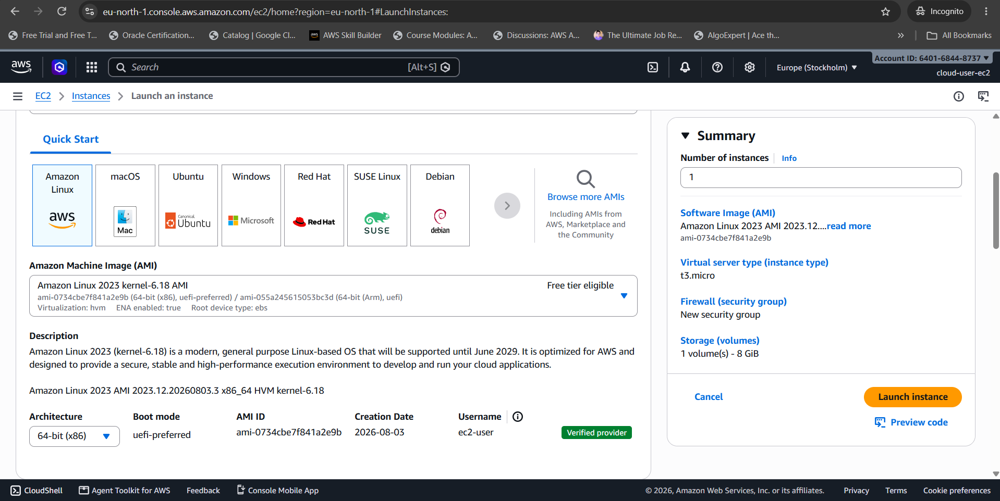 eu-north-1.console.aws.amazon.com/ec2/home?region=eu-north-1#LaunchInstances:
Incognito
Free Trial and Free T...
Oracle Certification...
Catalog | Google Cl...
aws
AWS Skill Builder
Course Modules: A...
Discussions: AWS A...
The Ultimate Job Re...
AlgoExpert | Ace th...
»
All Bookmarks
aws
Search
[Alt+S]
Europe (Stockholm)
Account ID: 6401-6844-8737
cloud-user-ec2
EC2
Instances
Launch an instance
Quick Start
Amazon
Linux
aws
macOS
Mac
Ubuntu
Canonical
Ubuntu
Windows
Microsoft
Red Hat
Red Hat
SUSE Linux
SUSE
Debian
debian
Browse more AMIs
Including AMIs from
AWS, Marketplace and
the Community
Amazon Machine Image (AMI)
Amazon Linux 2023 kernel-6.18 AMI
Free tier eligible
ami-0734cbe7f841a2e9b (64-bit (x86), uefi-preferred) / ami-055a245615053bc3d (64-bit (Arm), uefi)
Virtualization: hvm ENA enabled: true Root device type: ebs
Description
Amazon Linux 2023 (kernel-6.18) is a modern, general purpose Linux-based OS that will be supported until June 2029. It is optimized for AWS and
designed to provide a secure, stable and high-performance execution environment to develop and run your cloud applications.
Amazon Linux 2023 AMI 2023.12.20260803.3 x86_64 HVM kernel-6.18
Architecture
64-bit (x86)
Boot mode
uefi-preferred
AMI ID
ami-0734cbe7f841a2e9b
Creation Date
2026-08-03
Username
ec2-user
Verified provider
Summary
Number of instances
Info
1
Software Image (AMI)
Amazon Linux 2023 AMI 2023.12....read more
ami-0734cbe7f841a2e9b
Virtual server type (instance type)
t3.micro
Firewall (security group)
New security group
Storage (volumes)
1 volume(s) - 8 GiB
Cancel
Launch instance
Preview code
CloudShell
Agent Toolkit for AWS
Feedback
Console Mobile App
© 2026, Amazon Web Services, Inc. or its affiliates.
Privacy
Terms
Cookie preferences